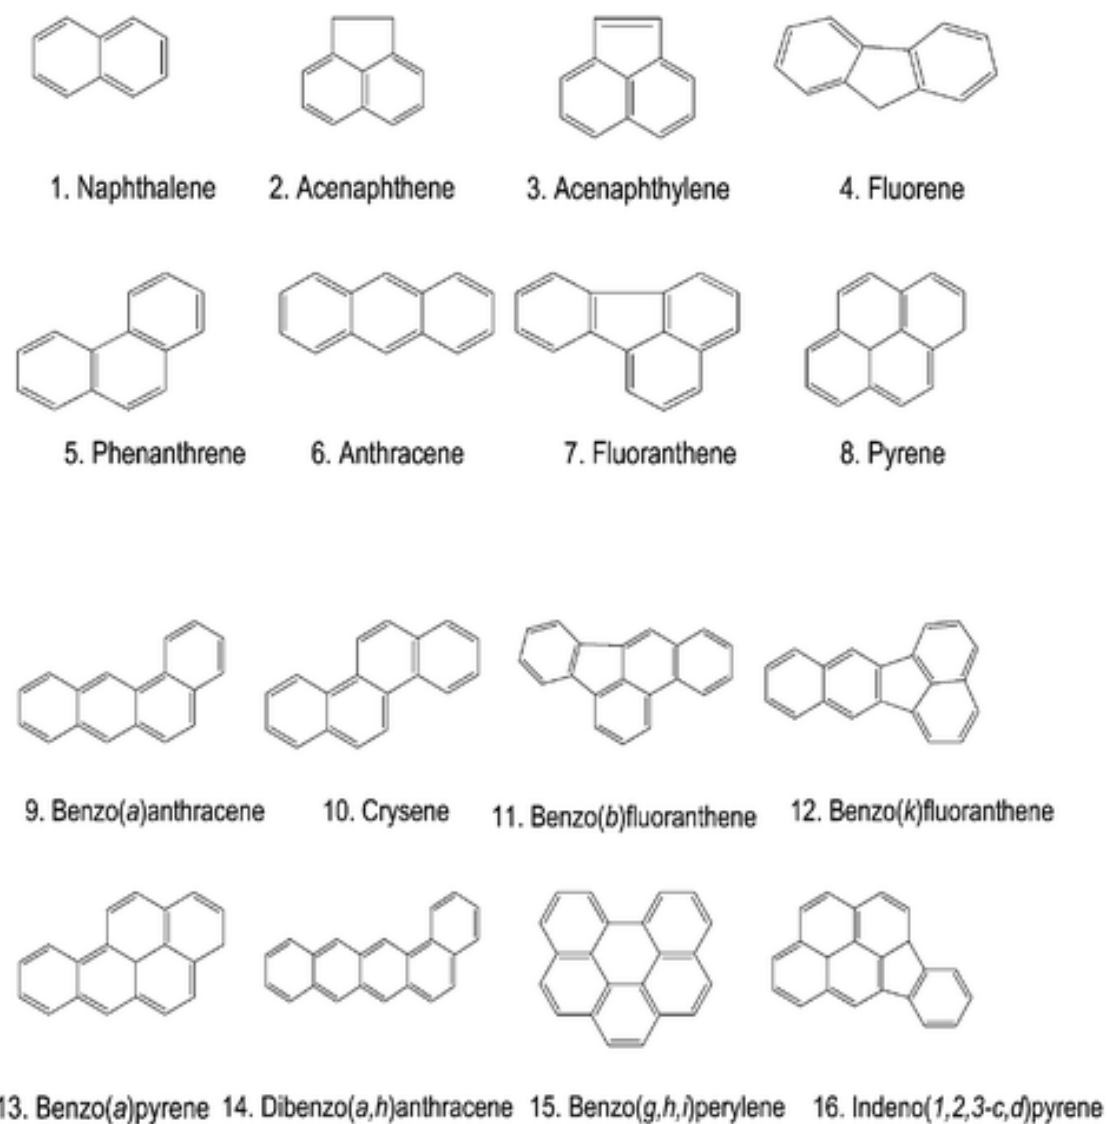 1. Naphthalene 2. Acenaphthene 3. Acenaphthylene 4. Fluorene
5. Phenanthrene 6. Anthracene 7. Fluoranthene 8. Pyrene
9. Benzo(a)anthracene 10. Crysene 11. Benzo(b)fluoranthene 12. Benzo(k)fluoranthene
13. Benzo(a)pyrene 14. Dibenzo(a,h)anthracene 15. Benzo(g,h,i)perylene 16. Indeno(1,2,3-c,d)pyrene